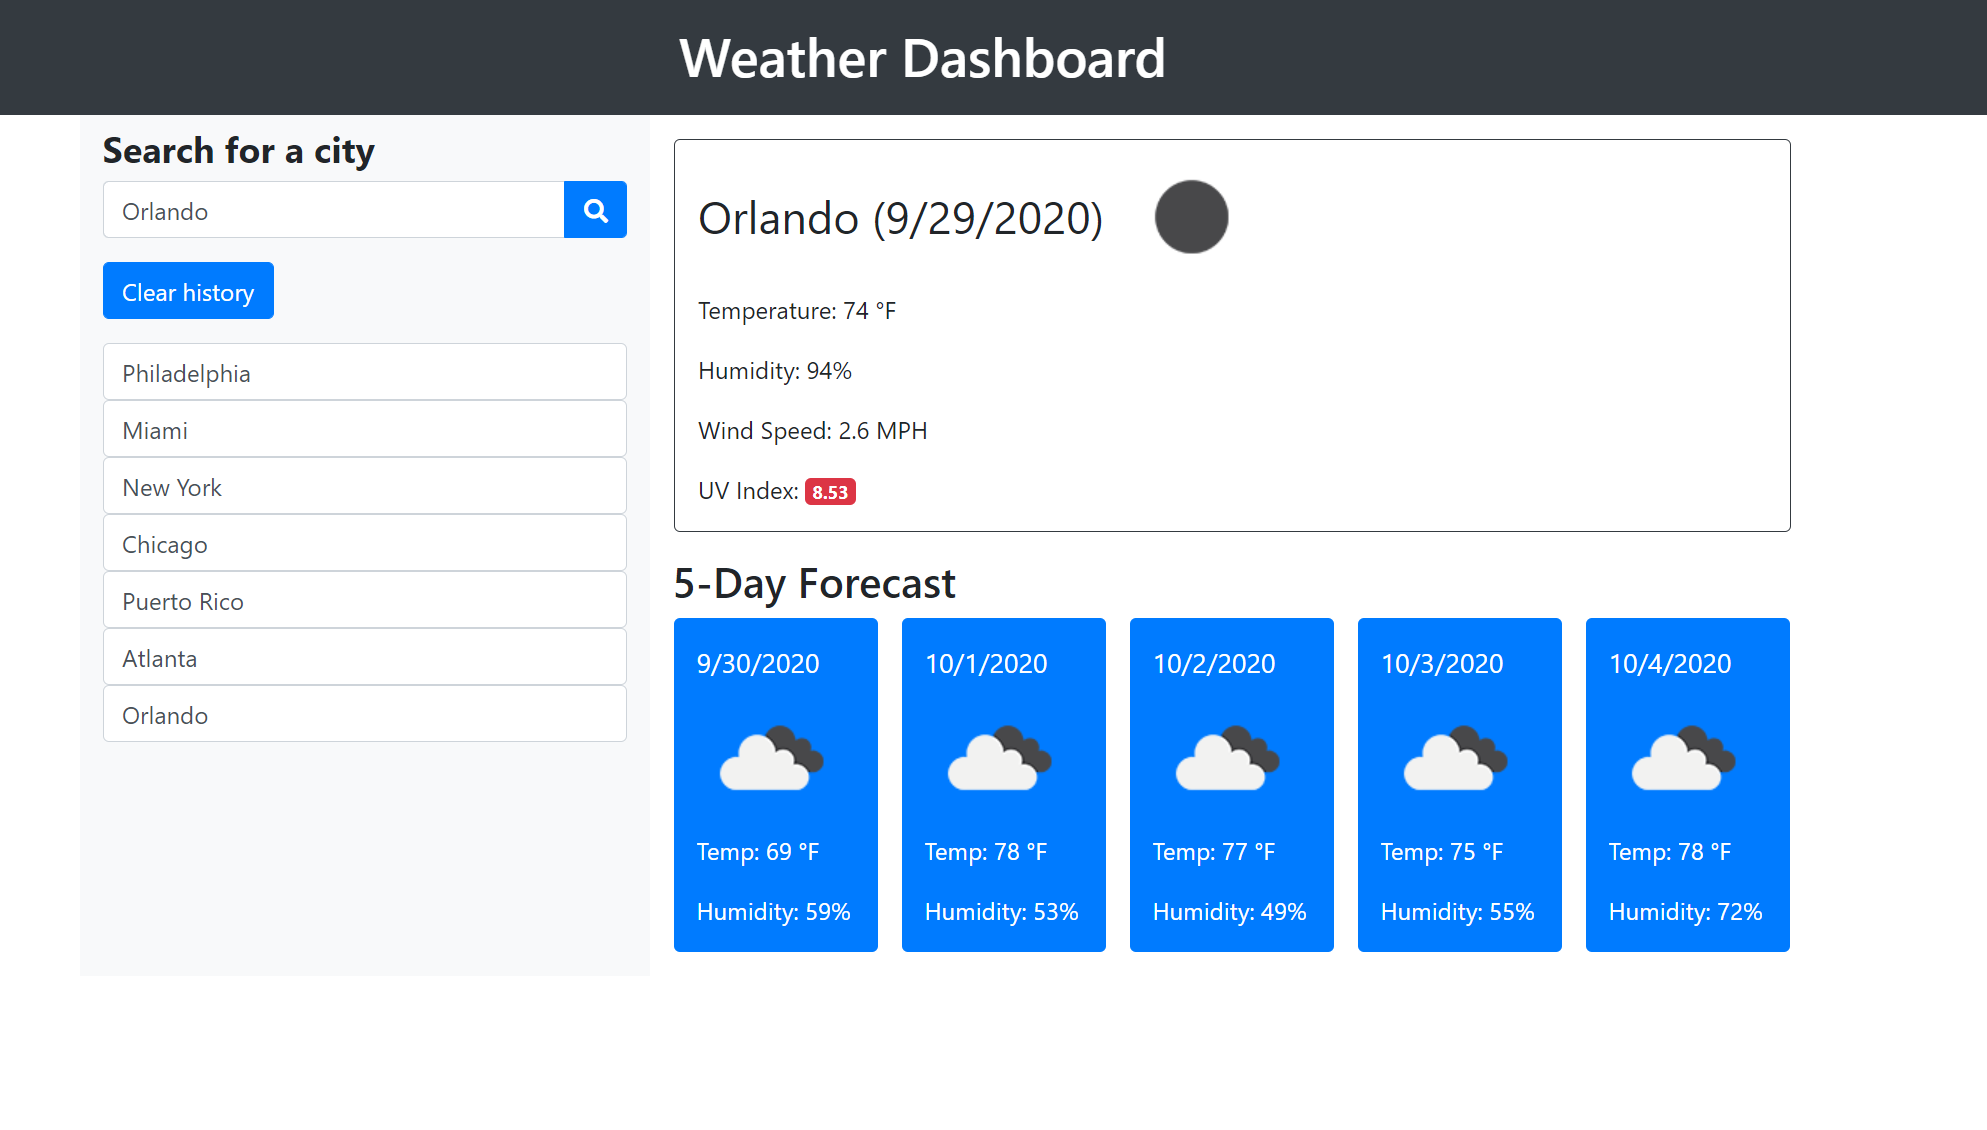 Weather Dashboard
Search for a city
Orlando
Clear history
Philadelphia
Miami
New York
Chicago
Puerto Rico
Atlanta
Orlando
Orlando (9/29/2020)
Temperature: 74 °F
Humidity: 94%
Wind Speed: 2.6 MPH
UV Index: 8.53
5-Day Forecast
9/30/2020
Temp: 69 °F
Humidity: 59%
10/1/2020
Temp: 78 °F
Humidity: 53%
10/2/2020
Temp: 77 °F
Humidity: 49%
10/3/2020
Temp: 75 °F
Humidity: 55%
10/4/2020
Temp: 78 °F
Humidity: 72%